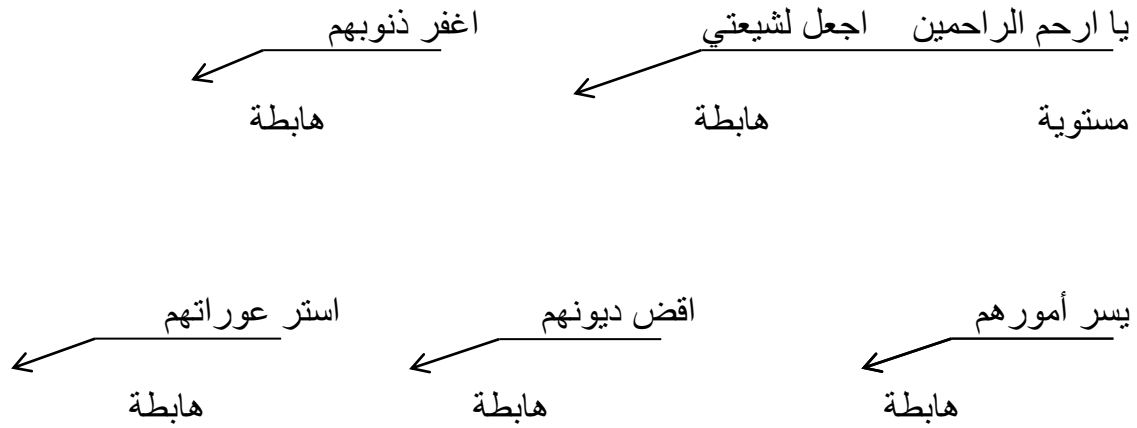 يا ارحم الراحمين اجعل لشيعتي اغفر ذنوبهم
مستوية هابطة هابطة
يسر أمورهم اقض ديونهم استر عوراتهم
هابطة هابطة هابطة